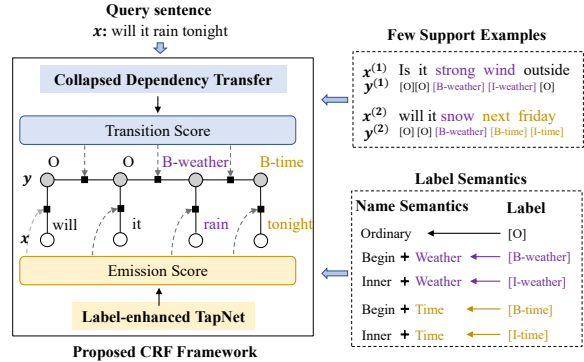 Query sentence
x: will it rain tonight
Collapsed Dependency Transfer
Transition Score
y O O B-weather B-time
x will it rain tonight
Emission Score
Label-enhanced TapNet
Proposed CRF Framework
Few Support Examples
x(1) Is it strong wind outside
y(1) [O][O] [B-weather] [I-weather] [O]
x(2) will it snow next friday
y(2) [O] [O] [B-weather] [B-time] [I-time]
Label Semantics
Name Semantics Label
Ordinary [O]
Begin + Weather [B-weather]
Inner + Weather [I-weather]
Begin + Time [B-time]
Inner + Time [I-time]